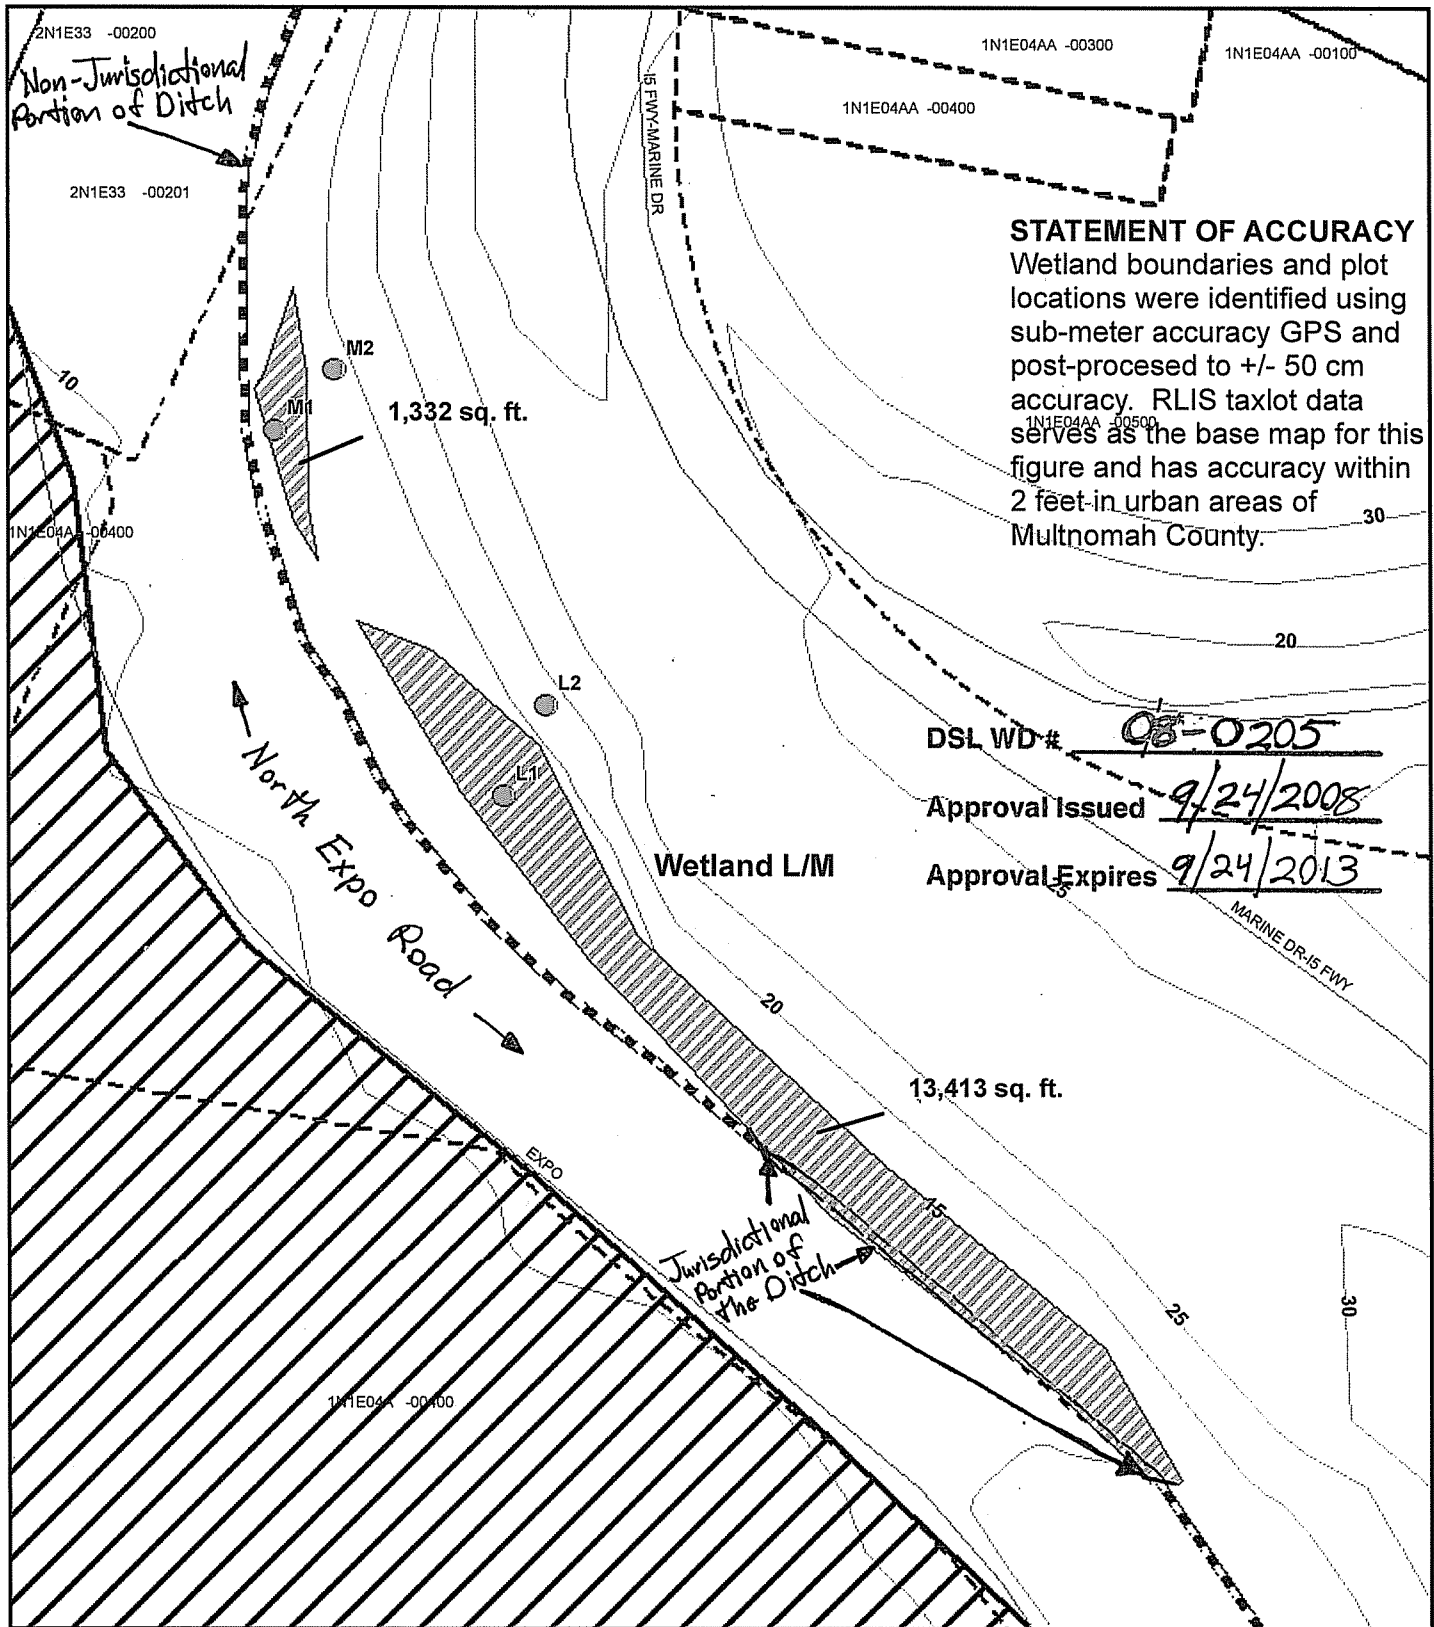 2N1E33 -00200
Non-Jurisdictional
Portion of Ditch
2N1E33 -00201
I5 FWY-MARINE DR
1N1E04AA -00300
1N1E04AA -00100
1N1E04AA -00400
STATEMENT OF ACCURACY
Wetland boundaries and plot
locations were identified using
sub-meter accuracy GPS and
post-procesed to +/- 50 cm
accuracy. RLIS taxlot data
1N1E04AA -00500
serves as the base map for this
figure and has accuracy within
2 feet in urban areas of
Multnomah County.
30
10
M2
M1
1,332 sq. ft.
1N1E04A -00400
20
L2
L1
North Expo Road
Wetland L/M
DSL WD # 08-0205
Approval Issued 9/24/2008
Approval Expires 9/24/2013
25
MARINE DR-I5 FWY
20
13,413 sq. ft.
EXPO
15
Jurisdictional
Portion of
the Ditch
25
30
1N1E04A -00400